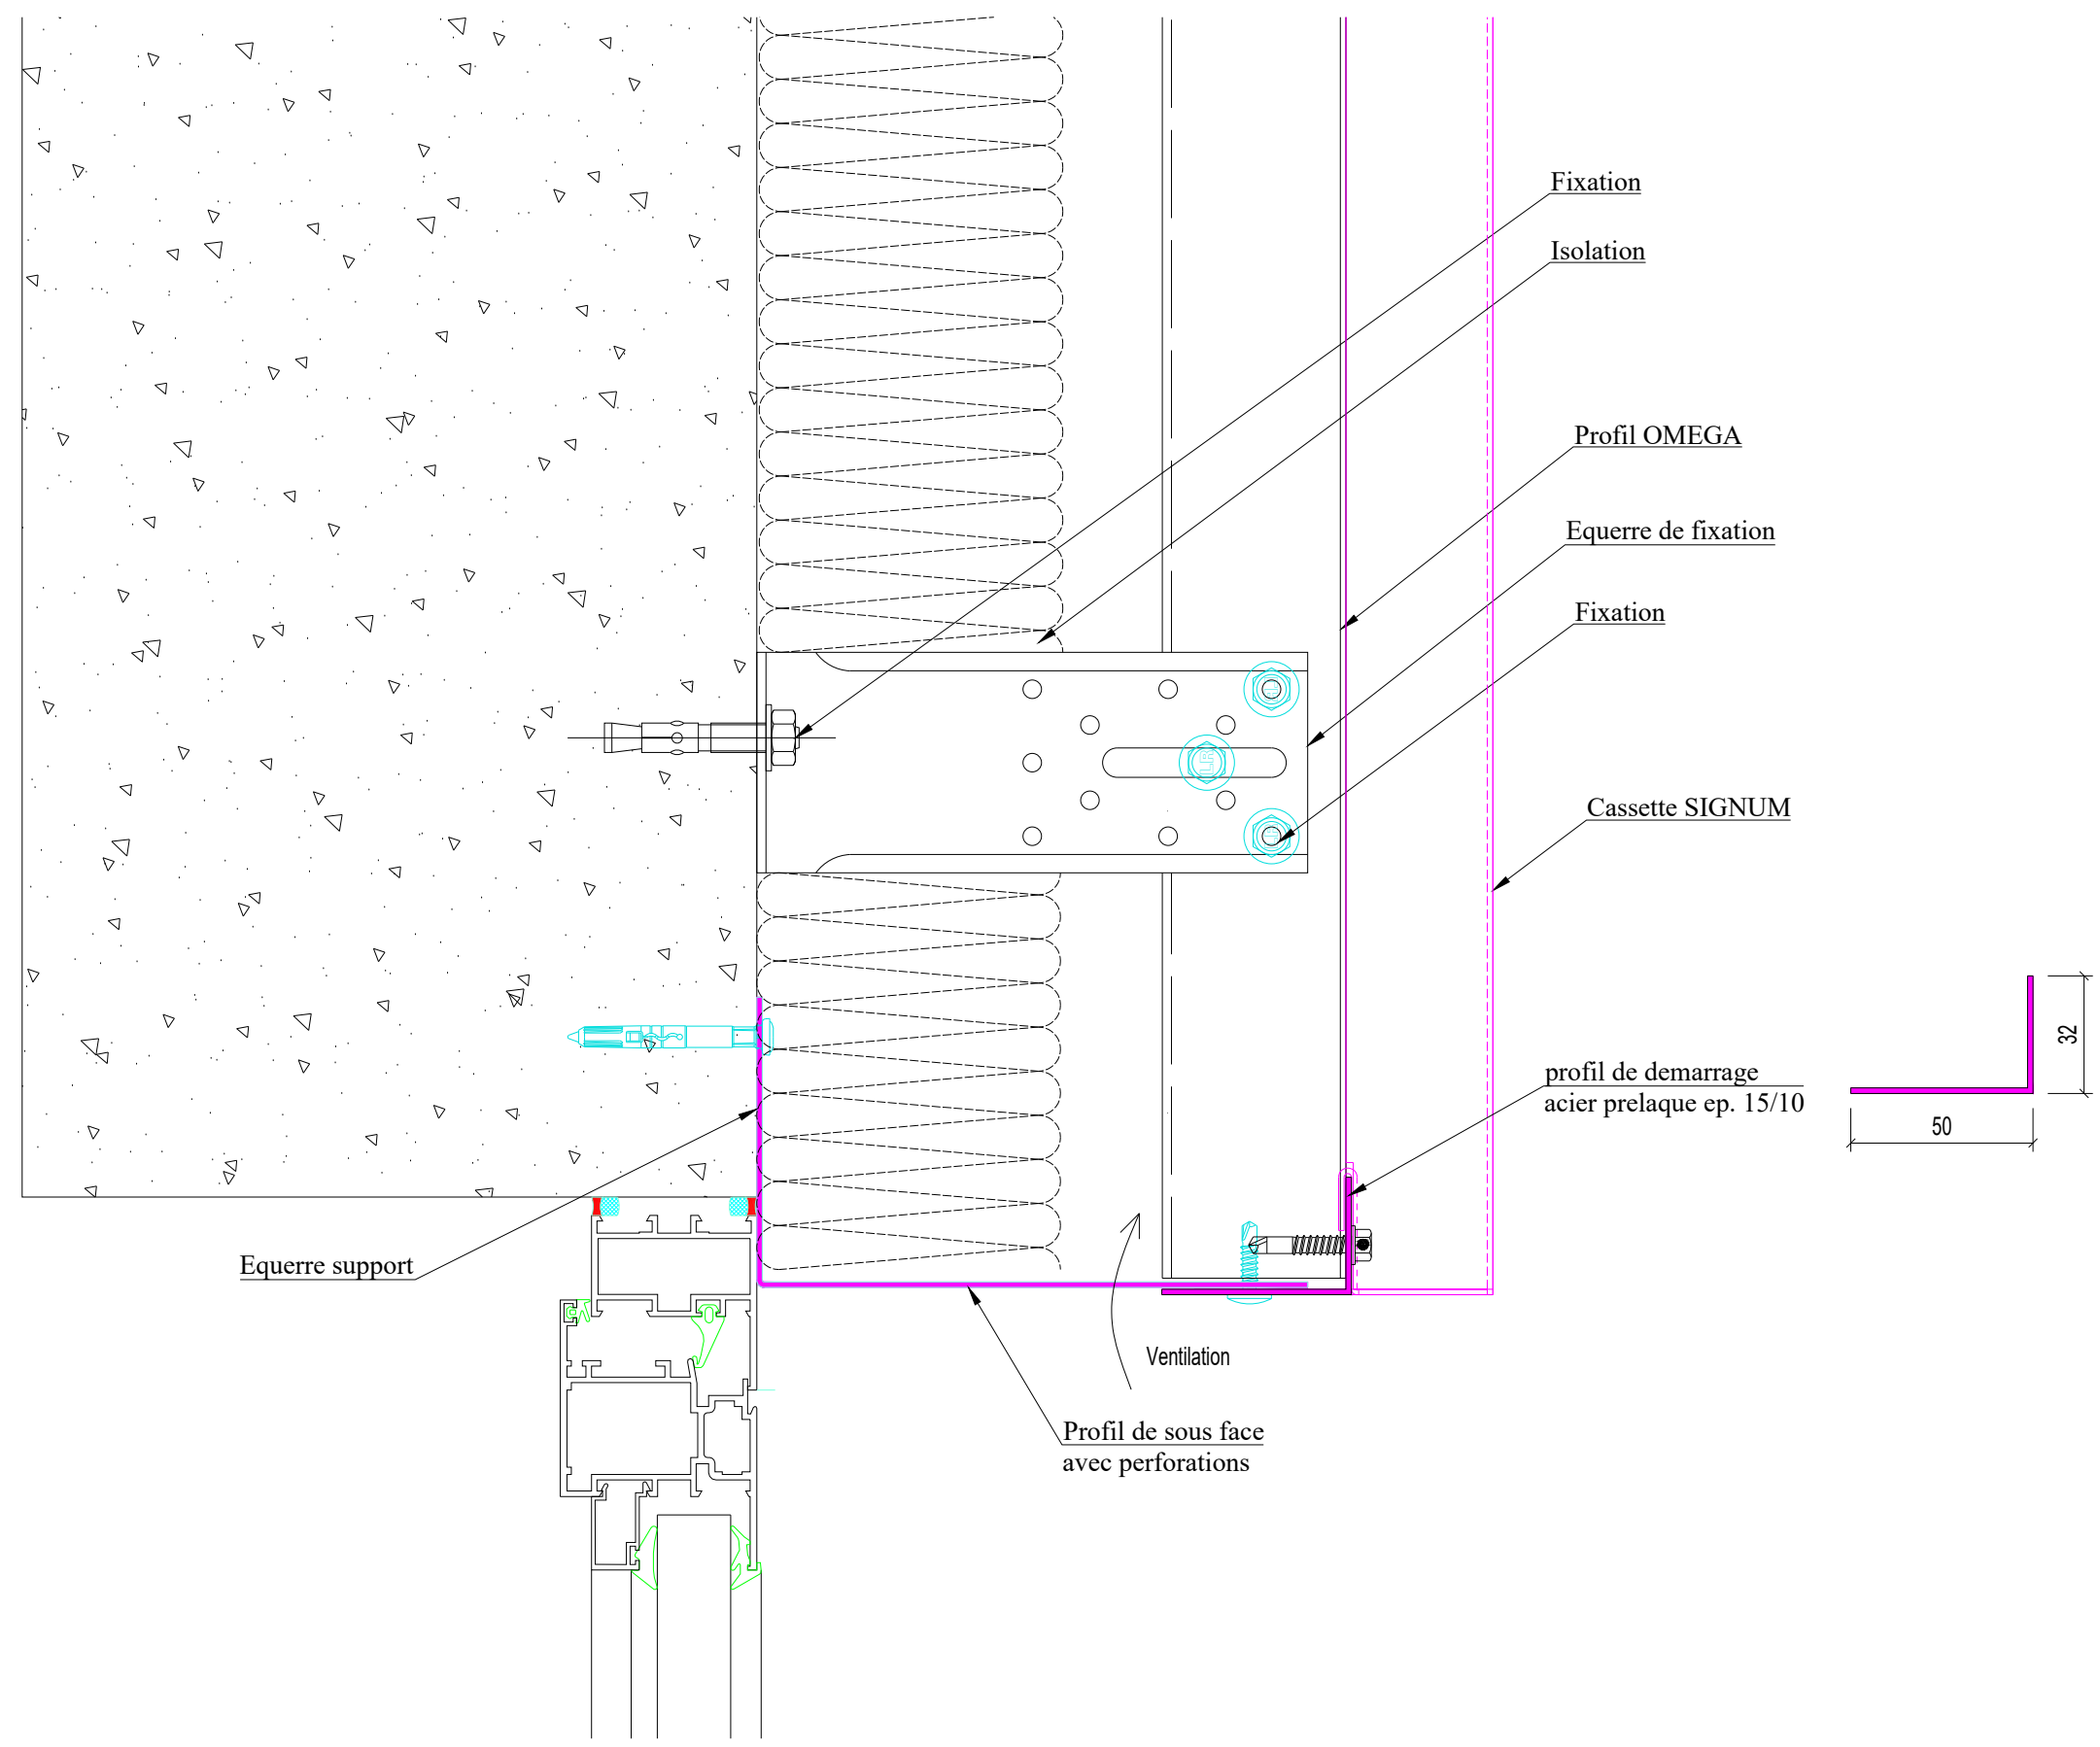 Fixation
Isolation
Profil OMEGA
Equerre de fixation
Fixation
Cassette SIGNUM
profil de demarrage
acier prelaque ep. 15/10
32
50
Equerre support
Ventilation
Profil de sous face
avec perforations